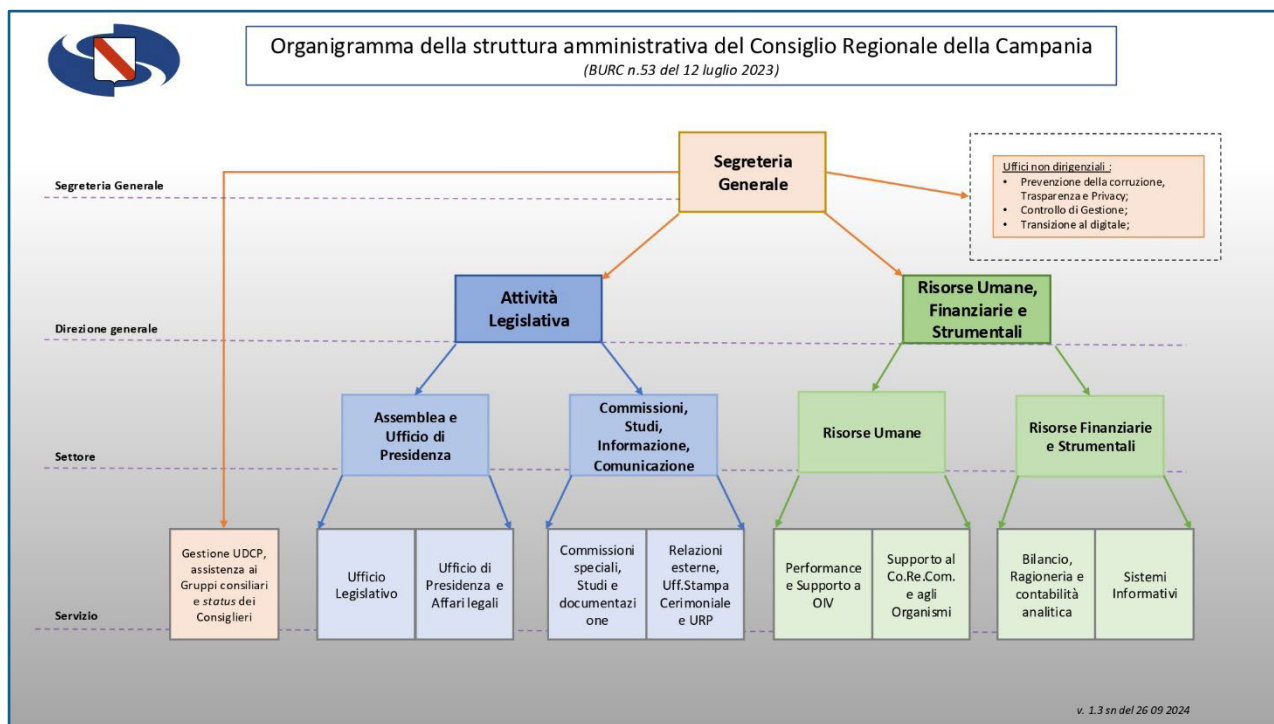 Organigramma della struttura amministrativa del Consiglio Regionale della Campania
(BURC n.53 del 12 luglio 2023)
Segreteria
Generale
Uffici non dirigenziali :
• Prevenzione della corruzione,
Trasparenza e Privacy;
• Controllo di Gestione;
• Transizione al digitale;
Segreteria Generale
Attività
Legislativa
Risorse Umane,
Finanziarie e
Strumentali
Direzione generale
Assemblea e
Ufficio di
Presidenza
Commissioni,
Studi,
Informazione,
Comunicazione
Risorse Umane
Risorse Finanziarie
e Strumentali
Settore
Gestione UDCP,
assistenza ai
Gruppi consiliari
e status dei
Consiglieri
Ufficio
Legislativo
Ufficio di
Presidenza e
Affari legali
Commissioni
speciali,
Studi e
documentazi
one
Relazioni
esterne,
Uff.Stampa
Cerimoniale
e URP
Performance
e Supporto a
OIV
Supporto al
Co.Re.Com.
e agli
Organismi
Bilancio,
Ragioneria e
contabilità
analitica
Sistemi
Informativi
Servizio
v. 1.3 sn del 26 09 2024